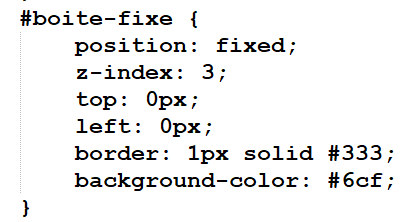 #boite-fixe {
    position: fixed;
    z-index: 3;
    top: 0px;
    left: 0px;
    border: 1px solid #333;
    background-color: #6cf;
}